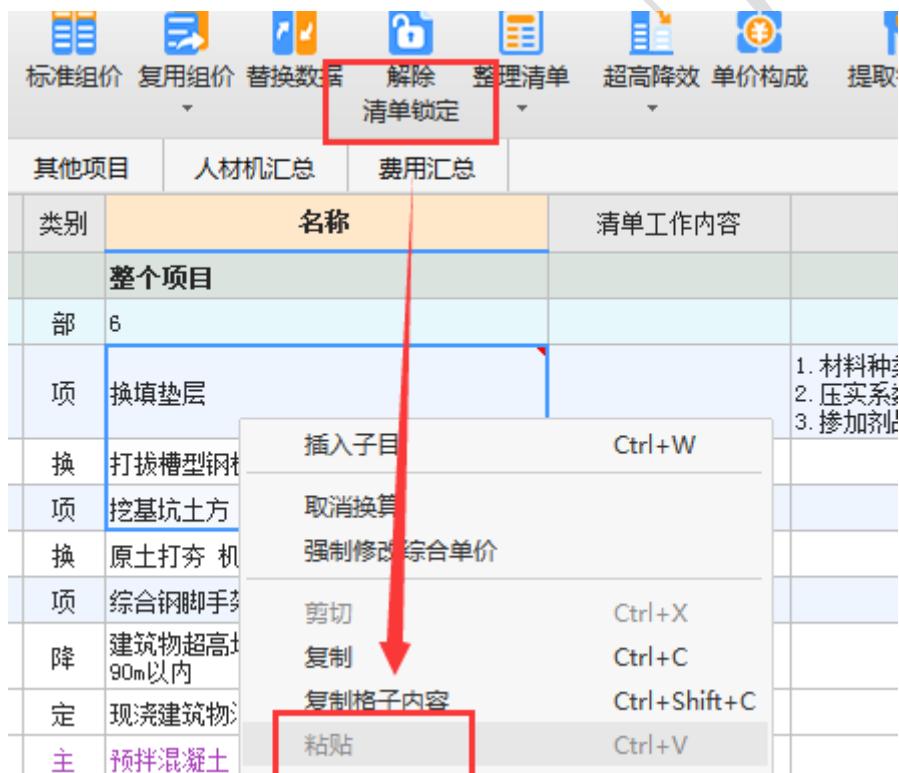 标准组价 复用组价 替换数据 解除 整理清单 超高降效 单价构成 提取
清单锁定
其他项目 人材机汇总 费用汇总
类别 名称 清单工作内容
整个项目
部 6
项 换填垫层
1. 材料种类
2. 压实系数
3. 掺加剂品
换 打拔槽型钢
项 挖基坑土方
换 原土打夯 机
项 综合钢脚手架
降 建筑物超高
90m以内
定 现浇建筑物
主 预拌混凝土
插入子目 Ctrl+W
取消换算
强制修改综合单价
剪切 Ctrl+X
复制 Ctrl+C
复制格子内容 Ctrl+Shift+C
粘贴 Ctrl+V